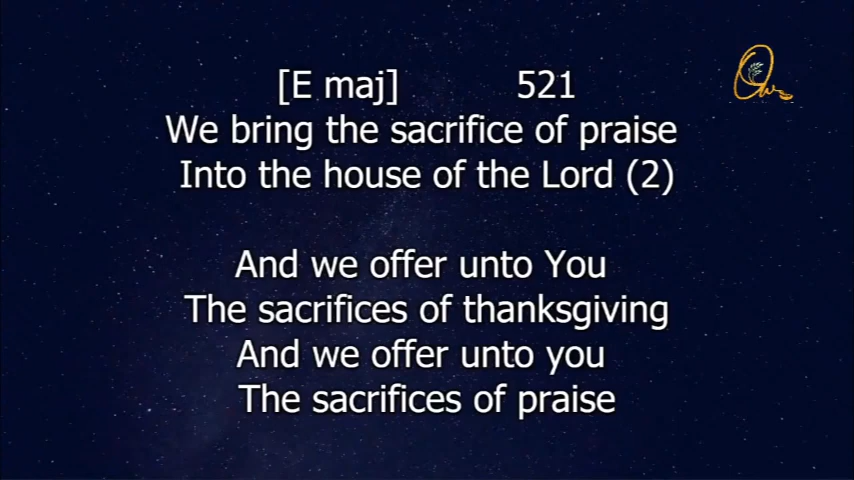 [E maj] 521
We bring the sacrifice of praise
Into the house of the Lord (2)
And we offer unto You
The sacrifices of thanksgiving
And we offer unto you
The sacrifices of praise